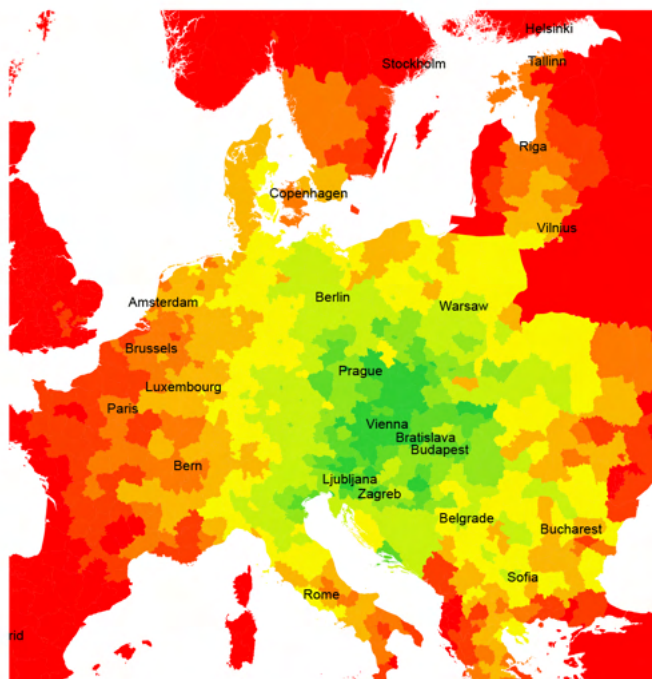 Helsinki
Stockholm
Tallinn
Riga
Copenhagen
Vilnius
Amsterdam
Berlin
Warsaw
Brussels
Prague
Luxembourg
Paris
Vienna
Bratislava
Budapest
Bern
Ljubljana
Zagreb
Belgrade
Bucharest
Sofia
Rome
rid